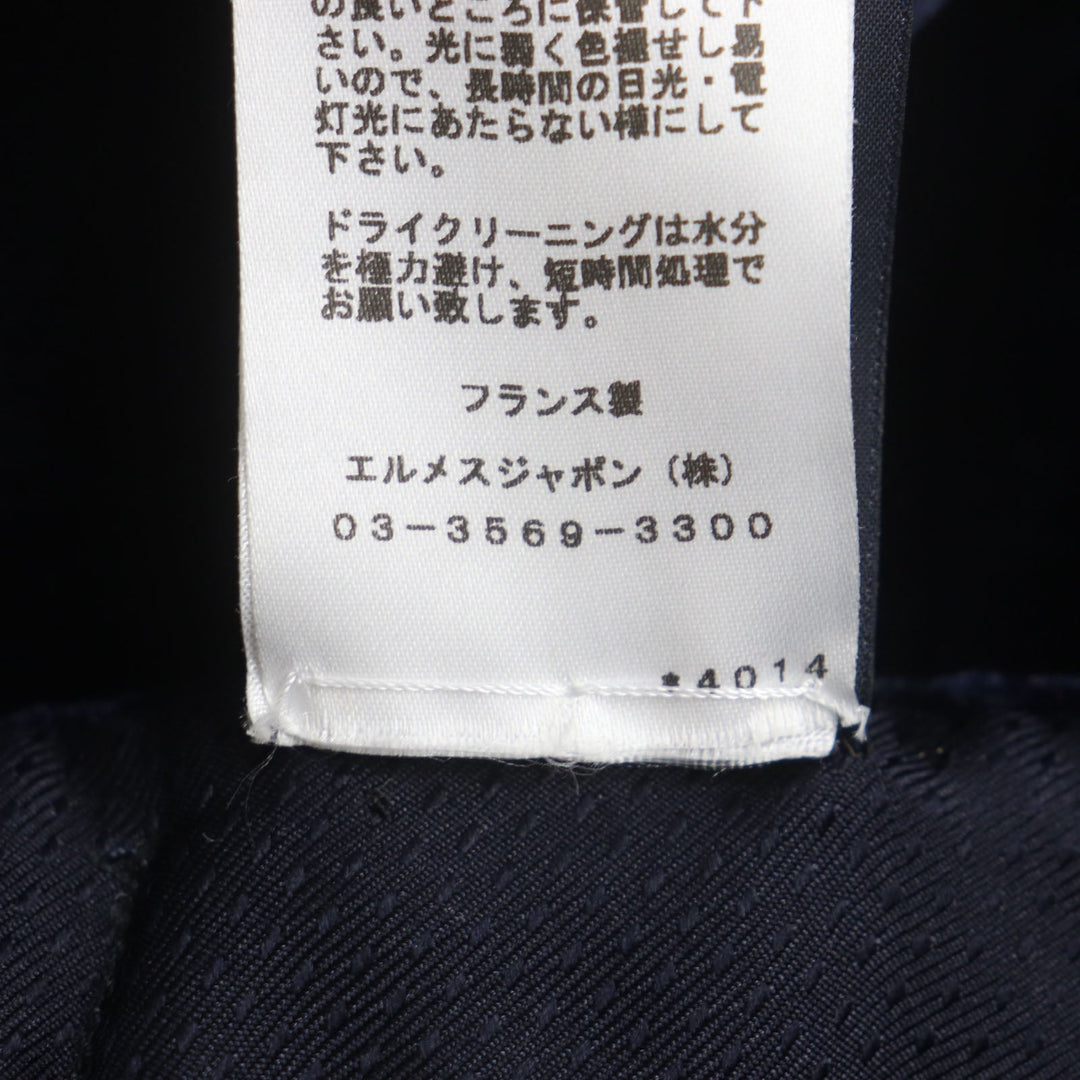 の良いところに保管して下
さい。光に弱く色褪せし易
いので、長時間の日光・電
灯光にあたらない様にして
下さい。
ドライクリーニングは水分
を極力避け、短時間処理で
お願い致します。
フランス製
エルメスジャポン(株)
03-3569-3300
*4014